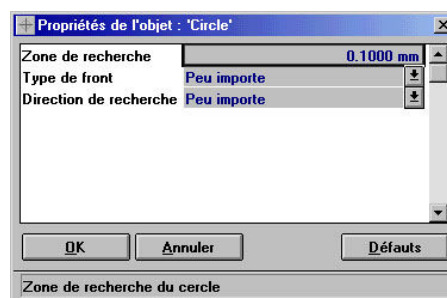 Propriétés de l'objet : 'Circle'
Zone de recherche 0.1000 mm
Type de front Peu importe
Direction de recherche Peu importe
OK Annuler Défauts
Zone de recherche du cercle